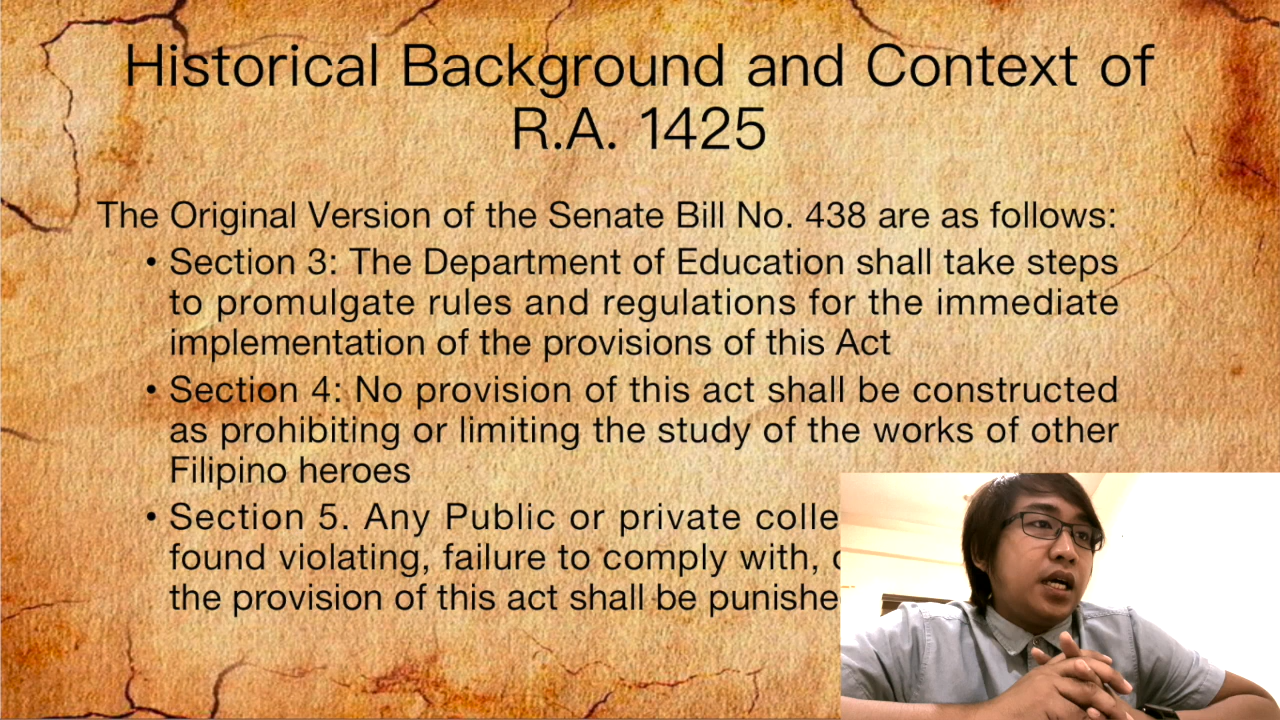 Historical Background and Context of
R.A. 1425
The Original Version of the Senate Bill No. 438 are as follows:
• Section 3: The Department of Education shall take steps
to promulgate rules and regulations for the immediate
implementation of the provisions of this Act
• Section 4: No provision of this act shall be constructed
as prohibiting or limiting the study of the works of other
Filipino heroes
• Section 5. Any Public or private
found violating, failure to comply with,
the provision of this act shall be